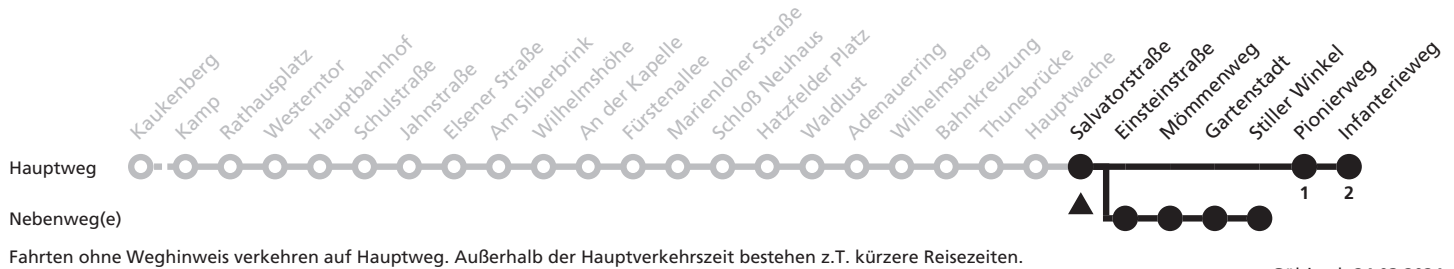 Kaukenberg
Kamp
Rathausplatz
Westerntor
Hauptbahnhof
Schulstraße
Jahnstraße
Elsener Straße
Am Silberbrink
Wilhelmshöhe
An der Kapelle
Fürstenallee
Marienloher Straße
Schloß Neuhaus
Hatzfelder Platz
Waldlust
Adenauerring
Wilhelmsberg
Bahnkreuzung
Thunebrücke
Hauptwache
Salvatorstraße
Einsteinstraße
Mömmenweg
Gartenstadt
Stiller Winkel
Pionierweg
Infanterieweg
Hauptweg
1 2
Nebenweg(e)
Fahrten ohne Weghinweis verkehren auf Hauptweg. Außerhalb der Hauptverkehrszeit bestehen z.T. kürzere Reisezeiten.